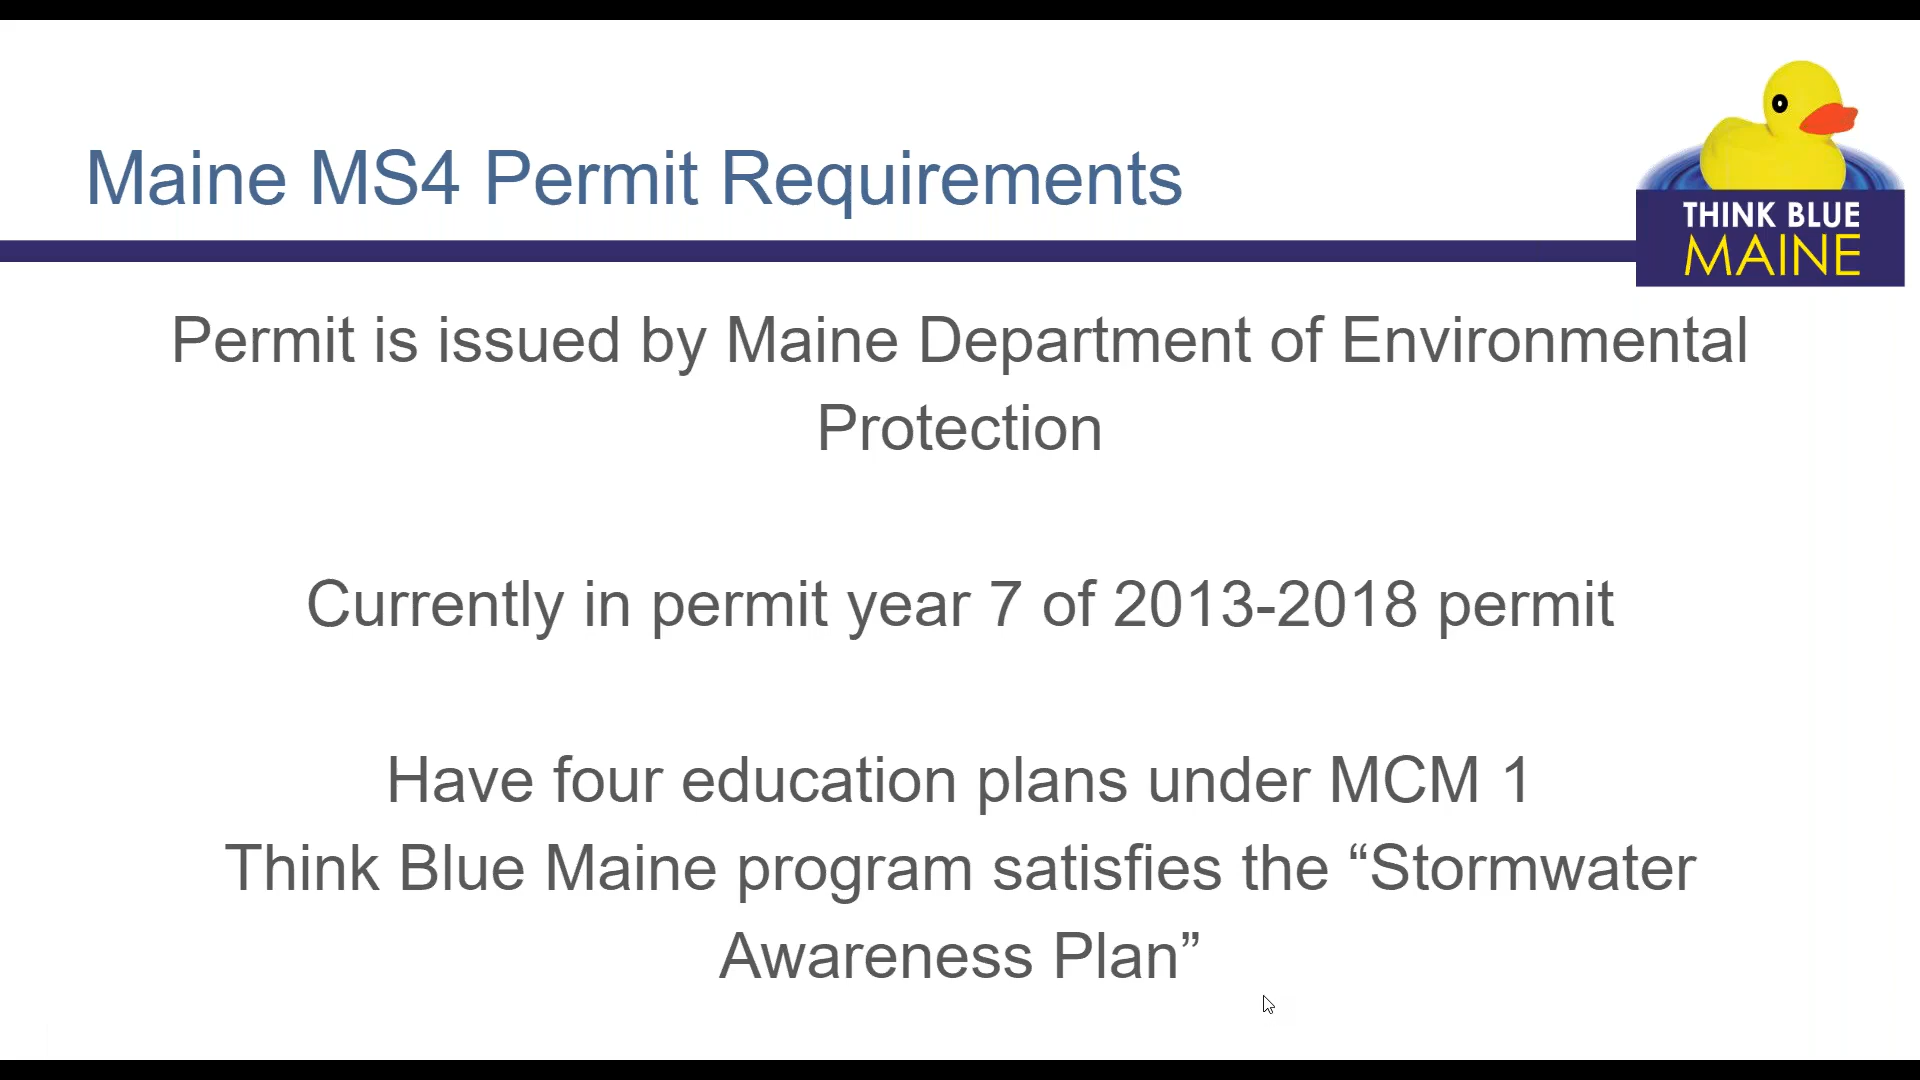 Maine MS4 Permit Requirements
THINK BLUE
MAINE
Permit is issued by Maine Department of Environmental
Protection
Currently in permit year 7 of 2013-2018 permit
Have four education plans under MCM 1
Think Blue Maine program satisfies the “Stormwater
Awareness Plan”